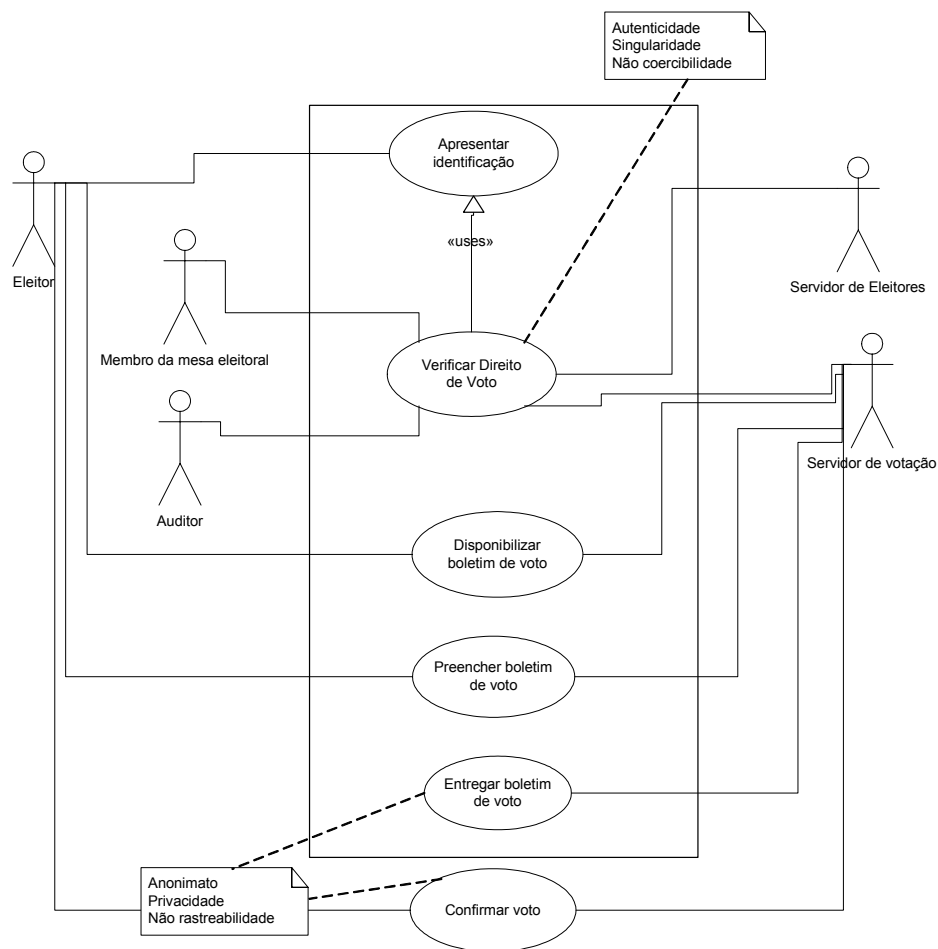 Autenticidade
Singularidade
Não coercibilidade
Apresentar
identificação
«uses»
Eleitor
Servidor de Eleitores
Membro da mesa eleitoral
Verificar Direito
de Voto
Servidor de votação
Auditor
Disponibilizar
boletim de voto
Preencher boletim
de voto
Entregar boletim
de voto
Anonimato
Privacidade
Não rastreabilidade
Confirmar voto